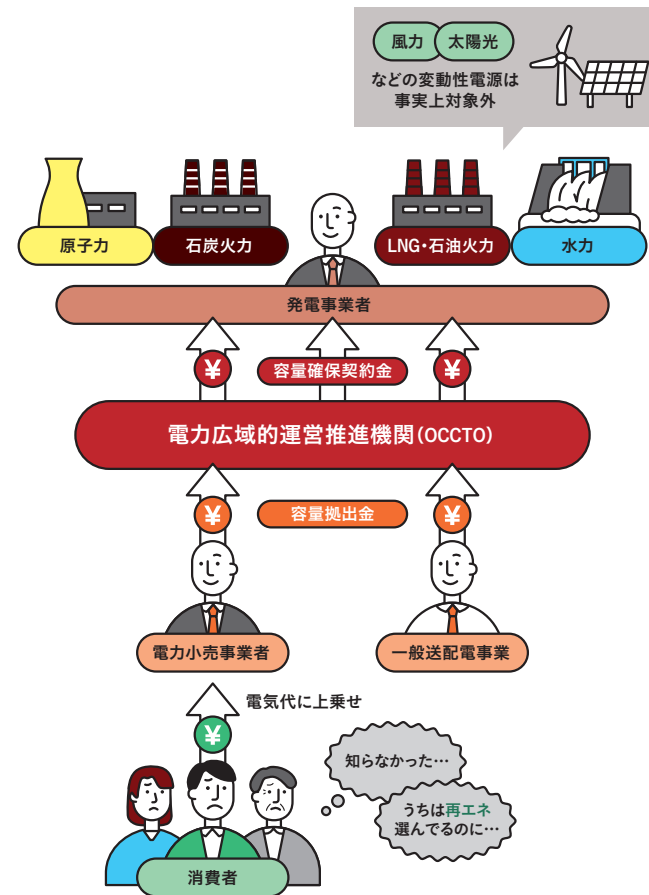 風力 太陽光
などの変動性電源は
事実上対象外
原子力
石炭火力
LNG・石油火力
水力
発電事業者
¥
容量確保契約金
¥
電力広域的運営推進機関(OCCTO)
¥
容量拠出金
¥
電力小売事業者
一般送配電事業
電気代に上乗せ
¥
知らなかった…
うちは再エネ
選んでるのに…
消費者